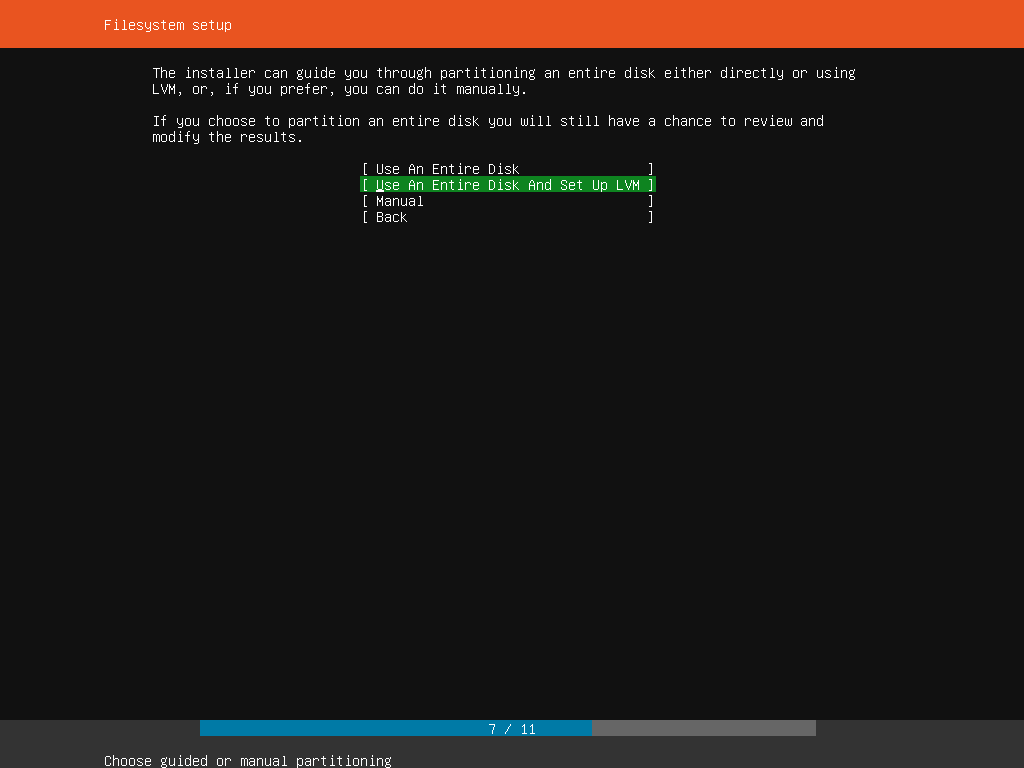 Filesystem setup
The installer can guide you through partitioning an entire disk either directly or using
LVM, or, if you prefer, you can do it manually.
If you choose to partition an entire disk you will still have a chance to review and
modify the results.
[ Use An Entire Disk ]
[ Use An Entire Disk And Set Up LVM ]
[ Manual ]
[ Back ]
7 / 11
Choose guided or manual partitioning